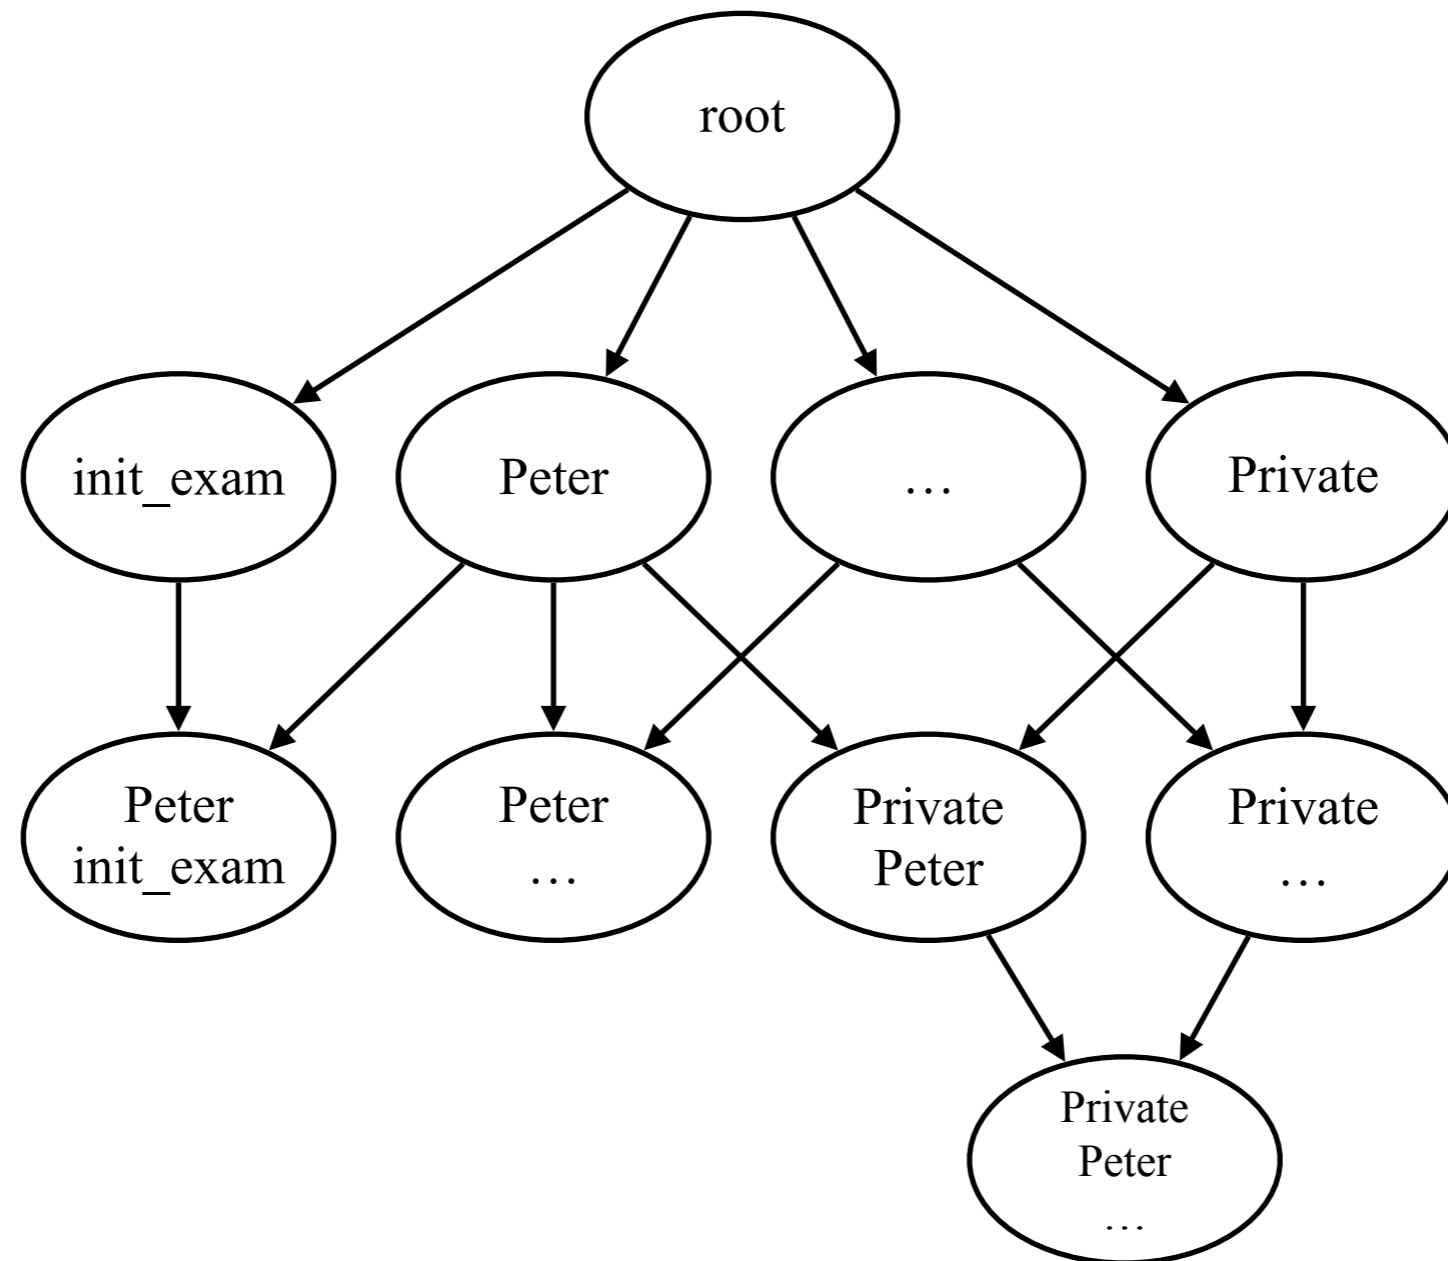 root
init_exam
Peter
…
Private
Peter
init_exam
Peter
…
Private
Peter
Private
…
Private
Peter
…